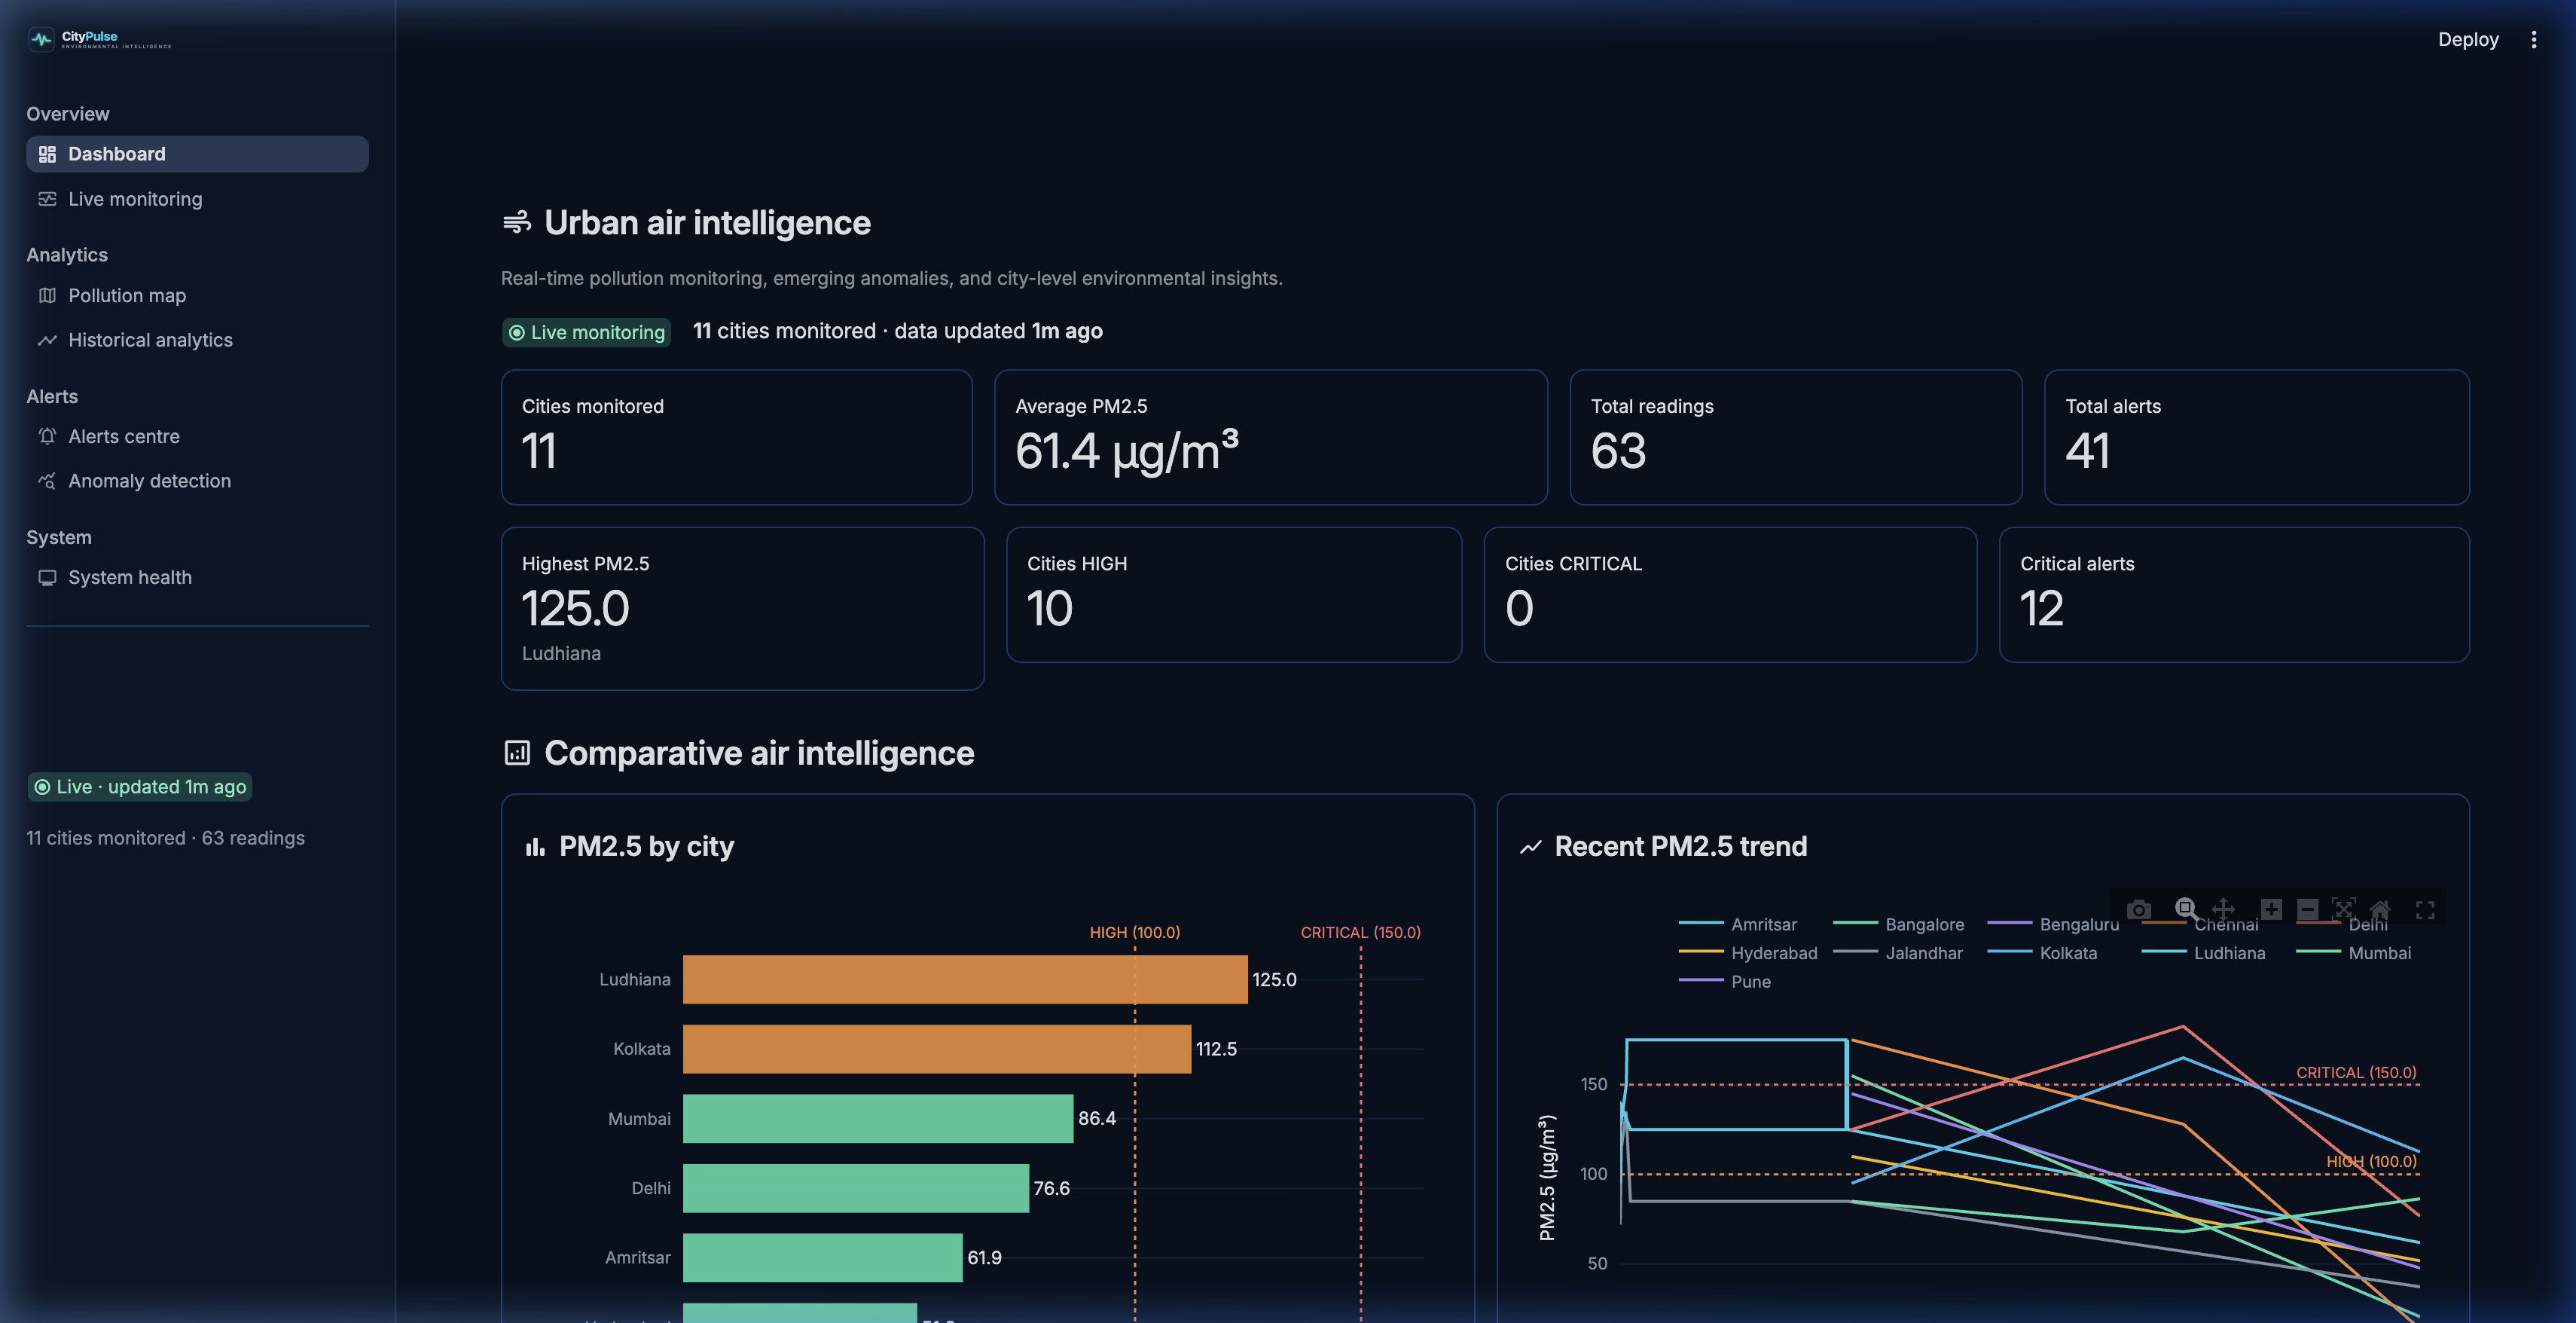 CityPulse
ENVIRONMENTAL INTELLIGENCE
Deploy
Overview
Dashboard
Live monitoring
Analytics
Pollution map
Historical analytics
Alerts
Alerts centre
Anomaly detection
System
System health
Live · updated 1m ago
11 cities monitored · 63 readings
Urban air intelligence
Real-time pollution monitoring, emerging anomalies, and city-level environmental insights.
Live monitoring 11 cities monitored · data updated 1m ago
Cities monitored
11
Average PM2.5
61.4 µg/m³
Total readings
63
Total alerts
41
Highest PM2.5
125.0
Ludhiana
Cities HIGH
10
Cities CRITICAL
0
Critical alerts
12
Comparative air intelligence
PM2.5 by city
HIGH (100.0) CRITICAL (150.0)
Ludhiana 125.0
Kolkata 112.5
Mumbai 86.4
Delhi 76.6
Amritsar 61.9
Recent PM2.5 trend
Amritsar Bangalore Bengaluru Chennai Delhi
Hyderabad Jalandhar Kolkata Ludhiana Mumbai
Pune
CRITICAL (150.0)
150
HIGH (100.0)
100
50
PM2.5 (µg/m³)